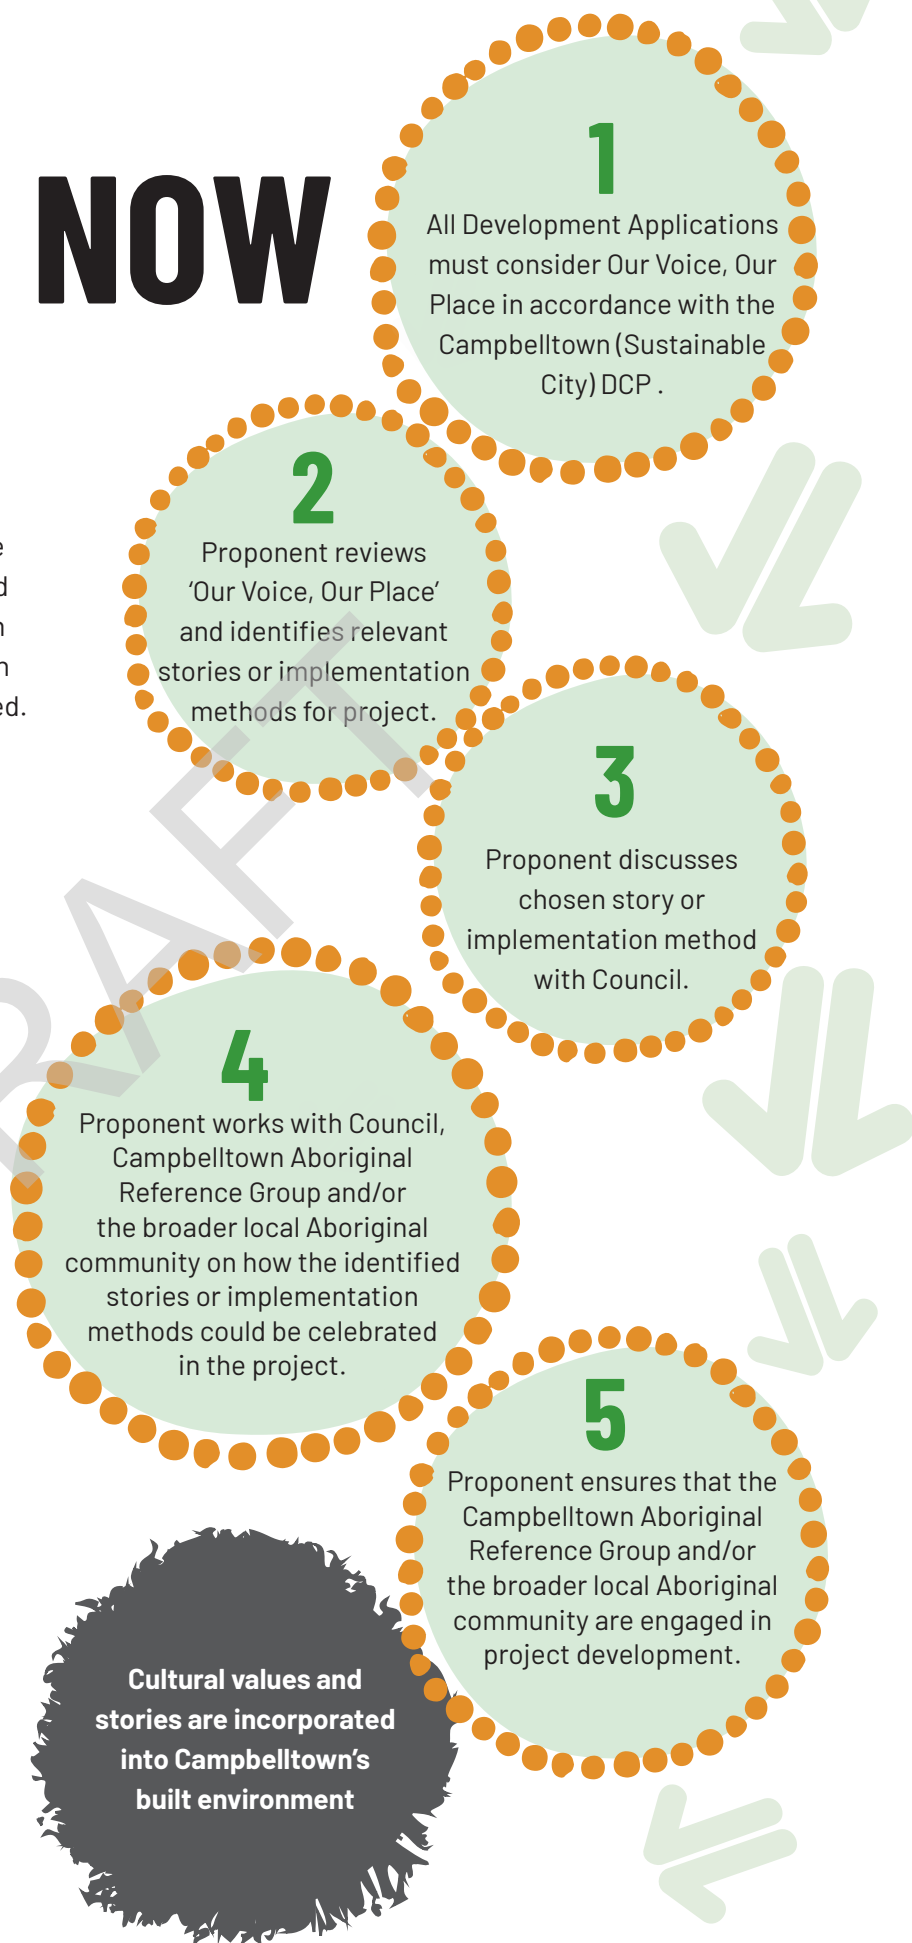 NOW
1
All Development Applications
must consider Our Voice, Our
Place in accordance with the
Campbelltown (Sustainable
City) DCP .
2
Proponent reviews
‘Our Voice, Our Place’
and identifies relevant
stories or implementation
methods for project.
3
Proponent discusses
chosen story or
implementation method
with Council.
4
Proponent works with Council,
Campbelltown Aboriginal
Reference Group and/or
the broader local Aboriginal
community on how the identified
stories or implementation
methods could be celebrated
in the project.
5
Proponent ensures that the
Campbelltown Aboriginal
Reference Group and/or
the broader local Aboriginal
community are engaged in
project development.
Cultural values and
stories are incorporated
into Campbelltown’s
built environment
RAFT